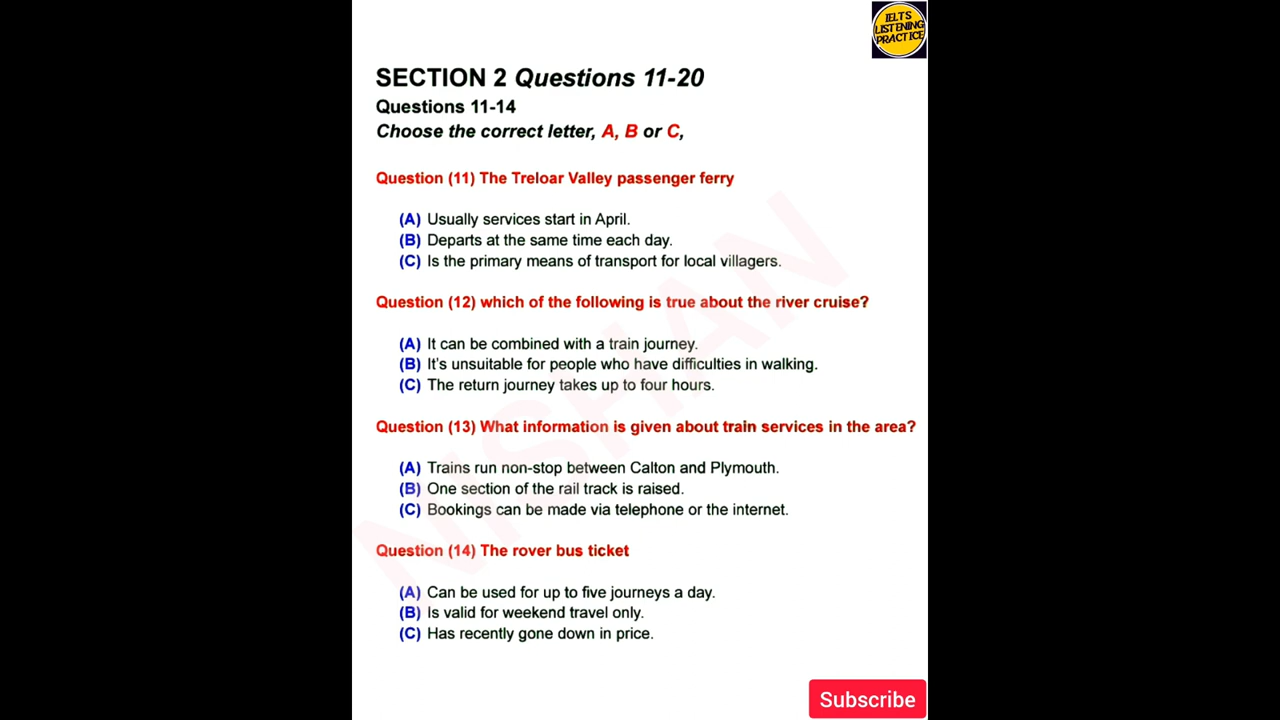 IELTS
LISTENING
PRACTICE
SECTION 2 Questions 11-20
Questions 11-14
Choose the correct letter, A, B or C,
Question (11) The Treloar Valley passenger ferry
(A) Usually services start in April.
(B) Departs at the same time each day.
(C) Is the primary means of transport for local villagers.
Question (12) which of the following is true about the river cruise?
(A) It can be combined with a train journey.
(B) It's unsuitable for people who have difficulties in walking.
(C) The return journey takes up to four hours.
Question (13) What information is given about train services in the area?
(A) Trains run non-stop between Calton and Plymouth.
(B) One section of the rail track is raised.
(C) Bookings can be made via telephone or the internet.
Question (14) The rover bus ticket
(A) Can be used for up to five journeys a day.
(B) Is valid for weekend travel only.
(C) Has recently gone down in price.
NISHAN
Subscribe